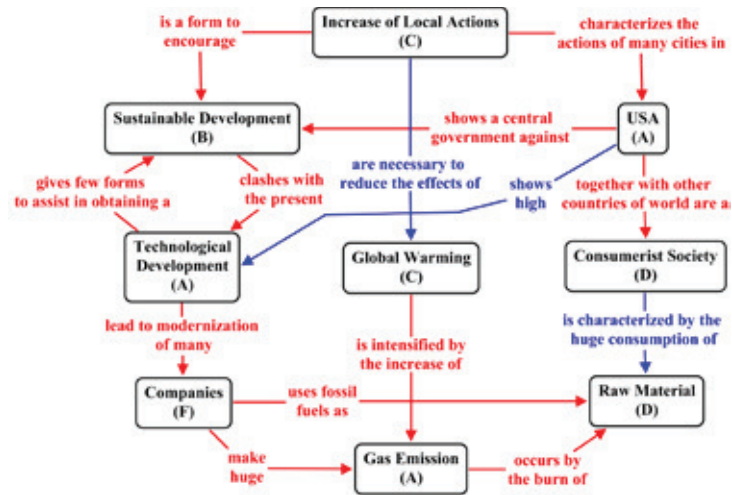 is a form to
encourage
Increase of Local Actions
(C)
characterizes the
actions of many cities in
Sustainable Development
(B)
shows a central
government against
USA
(A)
gives few forms
to assist in obtaining a
clashes with
the present
are necessary to
reduce the effects of
shows
high
together with other
countries of world are a
Technological
Development
(A)
Global Warming
(C)
Consumerist Society
(D)
lead to modernization
of many
is intensified by
the increase of
is characterized by the
huge consumption of
Companies
(F)
uses fossil
fuels as
Raw Material
(D)
make
huge
Gas Emission
(A)
occurs by
the burn of